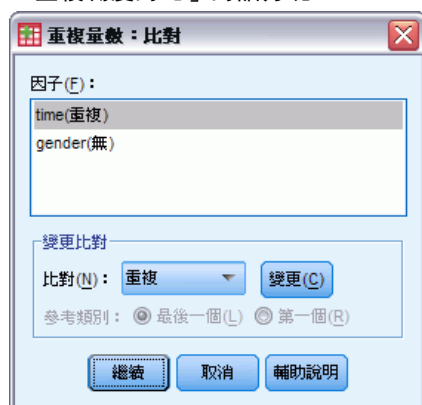 重複量數：比對
因子(F)：
time(重複)
gender(無)
變更比對
比對(N)： 重複 變更(C)
參考類別： 最後一個(L) 第一個(R)
繼續 取消 輔助說明